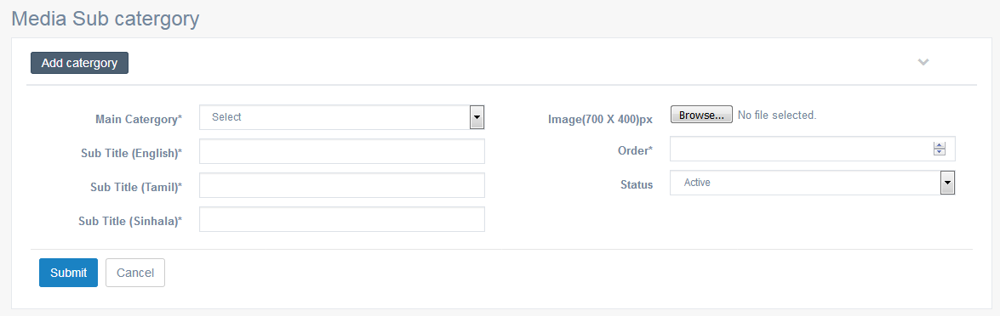 Media Sub catergory
Add catergory
Main Catergory*
Select
Sub Title (English)*
Sub Title (Tamil)*
Sub Title (Sinhala)*
Image(700 X 400)px
Browse... No file selected.
Order*
Status
Active
Submit
Cancel